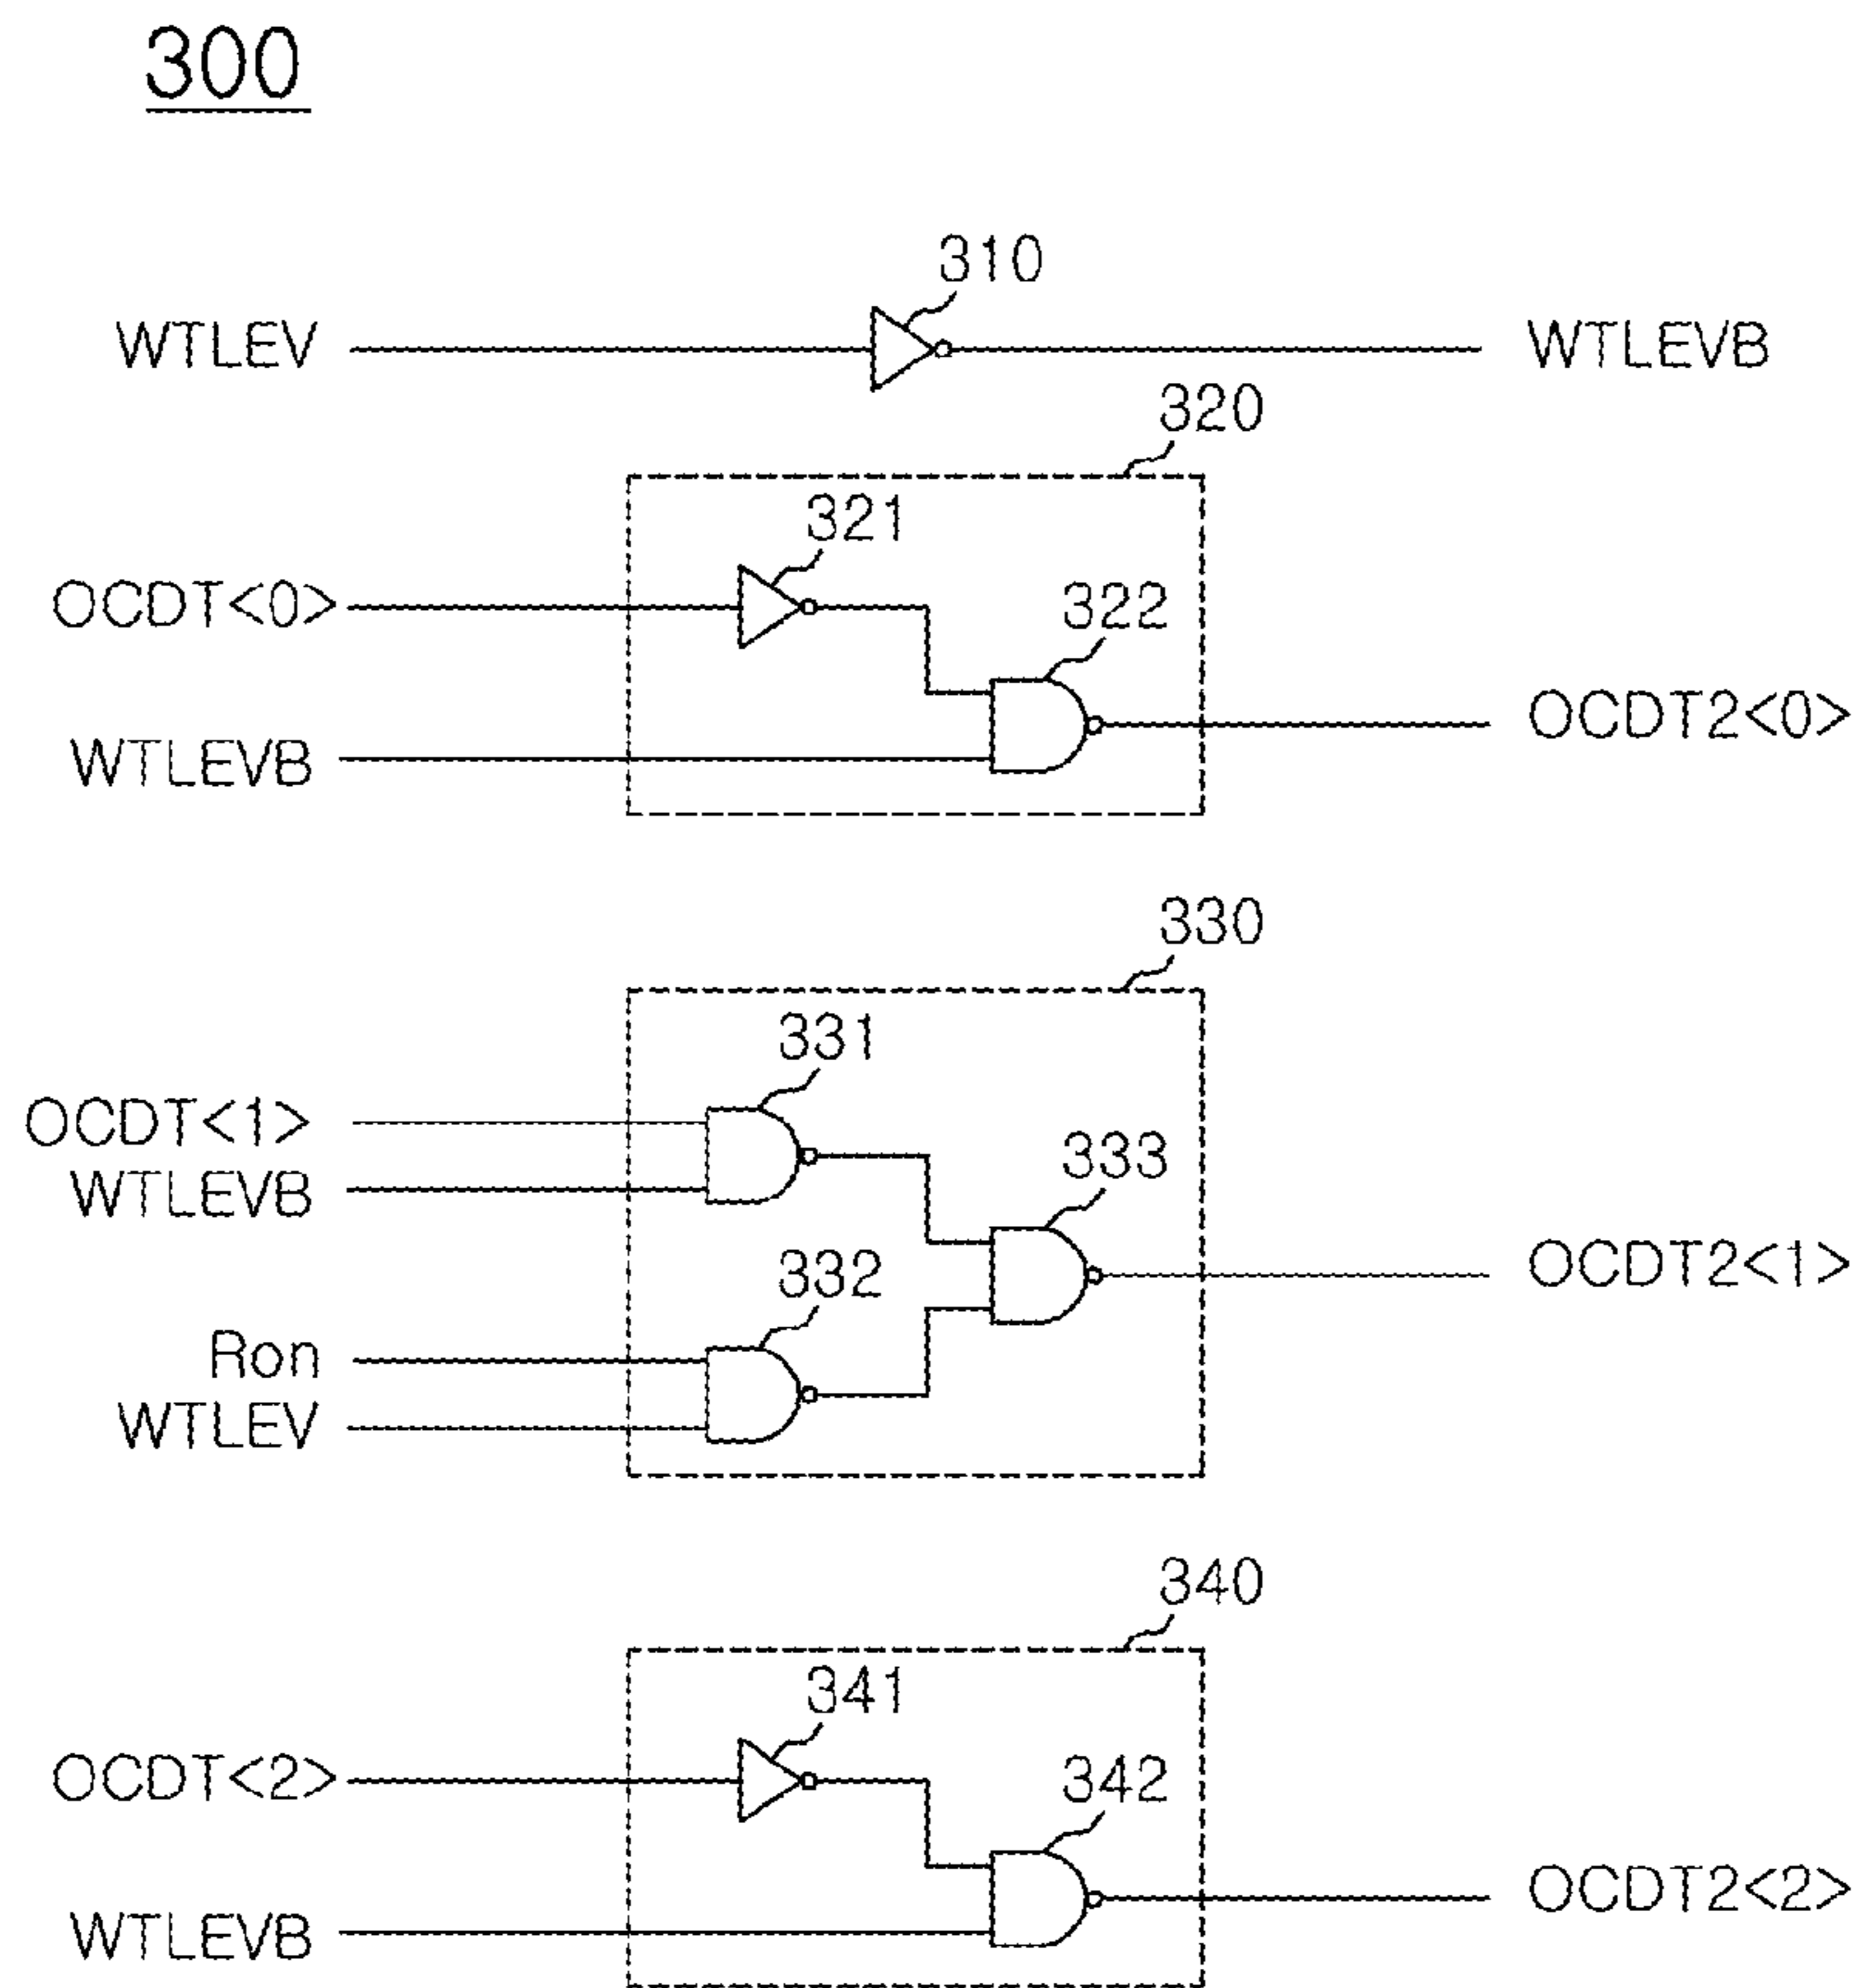 300
310
WTLEV
WTLEVB
320
321
OCDT<0>
322
WTLEVB
OCDT2<0>
330
331
OCDT<1>
WTLEVB
333
332
OCDT2<1>
Ron
WTLEV
340
341
OCDT<2>
342
WTLEVB
OCDT2<2>